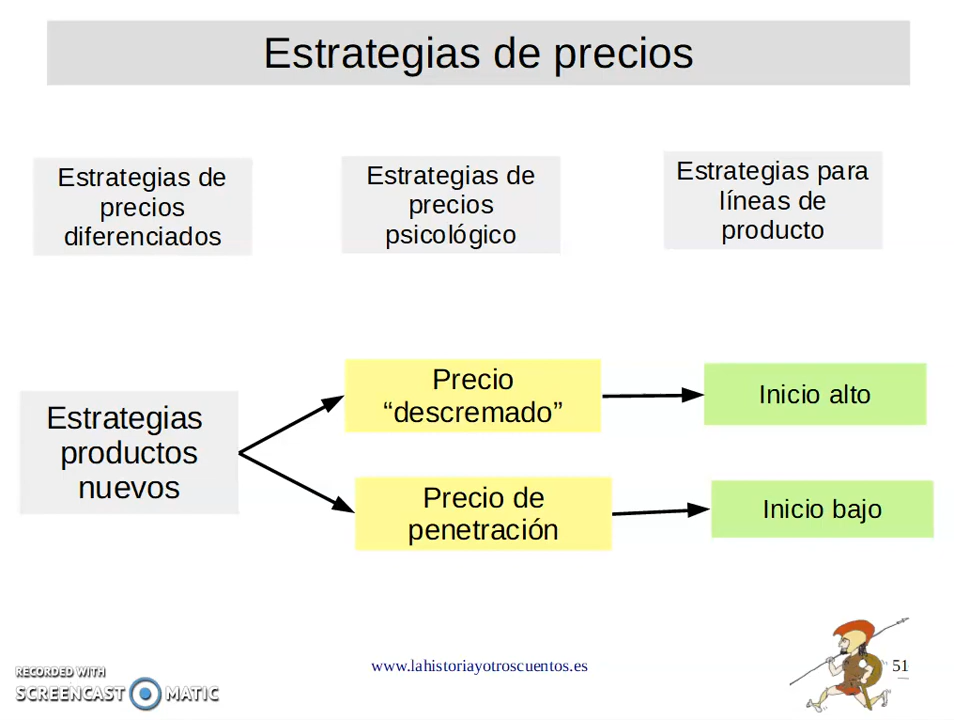 Estrategias de precios
Estrategias de
precios
diferenciados
Estrategias de
precios
psicológico
Estrategias para
líneas de
producto
Estrategias
productos
nuevos
Precio
“descremado”
Inicio alto
Precio de
penetración
Inicio bajo
RECORDED WITH
SCREENCAST MATIC
www.lahistoriayotroscuentos.es
51